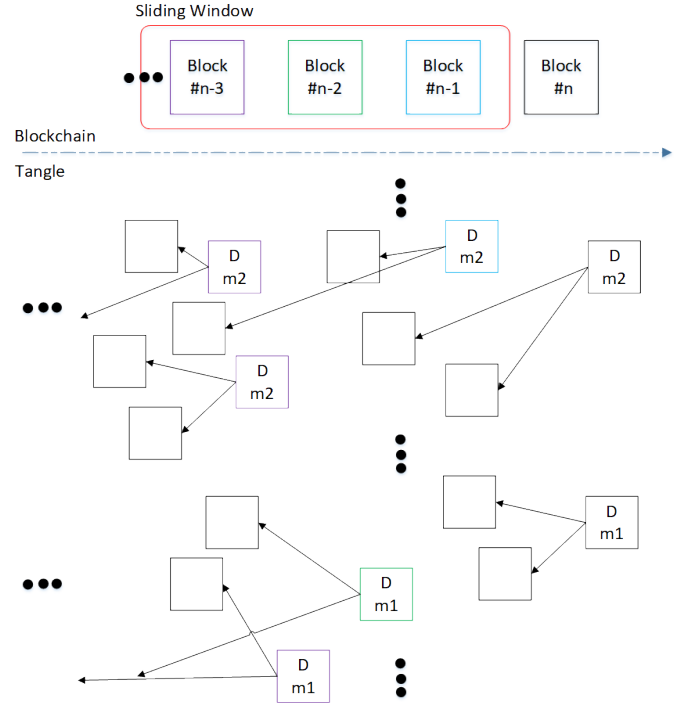 Sliding Window
Block
#n-3
Block
#n-2
Block
#n-1
Block
#n
Blockchain
Tangle
D
m2
D
m2
D
m2
D
m2
D
m1
D
m1
D
m1